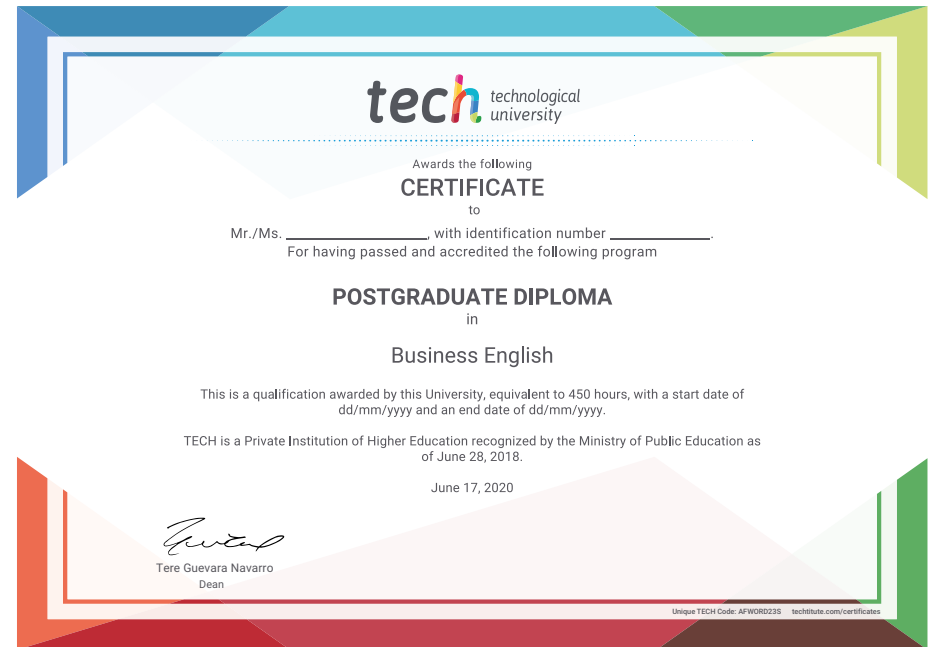 tech technological
university
Awards the following
CERTIFICATE
to
Mr./Ms. ____________________, with identification number ______________.
For having passed and accredited the following program
POSTGRADUATE DIPLOMA
in
Business English
This is a qualification awarded by this University, equivalent to 450 hours, with a start date of
dd/mm/yyyy and an end date of dd/mm/yyyy.
TECH is a Private Institution of Higher Education recognized by the Ministry of Public Education as
of June 28, 2018.
June 17, 2020
Tere Guevara Navarro
Dean
Unique TECH Code: AFWORD23S techtitute.com/certificates